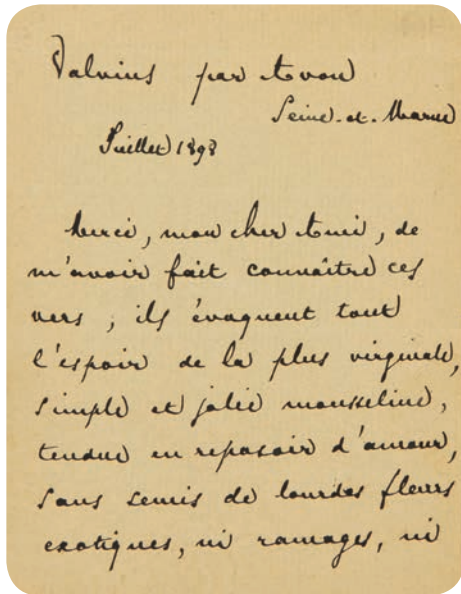 Valvins par Avon
Seine-et-Marne
Juillet 1898
Merci, mon cher Ami, de
m'avoir fait connaître ces
vers ; ils évoquent tout
l'espoir de la plus virginale,
simple et jolie mousseline,
tendue en reposoir d'amour,
sans semis de lourdes fleurs
exotiques, ni ramages, ni